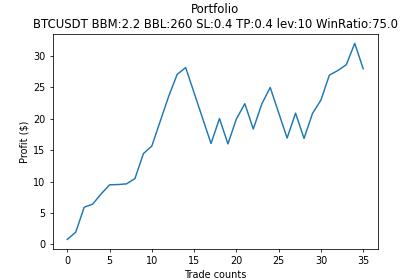 Portfolio
BTCUSDT BBM:2.2 BBL:260 SL:0.4 TP:0.4 lev:10 WinRatio:75.0
30
25
20
15
10
5
0
Profit ($)
0 5 10 15 20 25 30 35
Trade counts